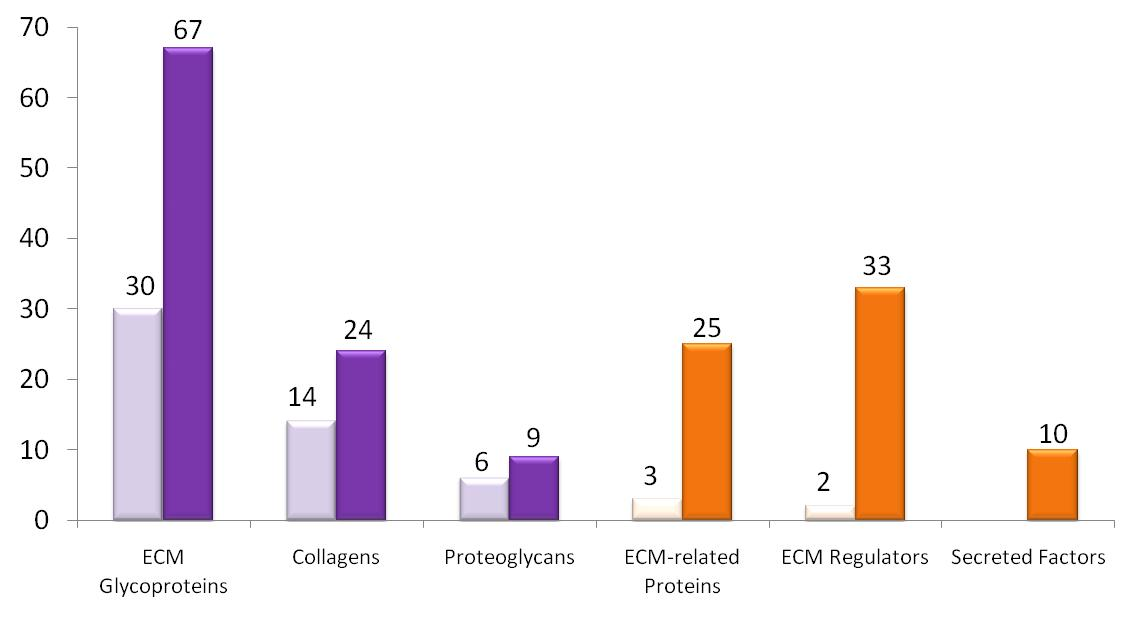 70
60
50
40
30
20
10
0
67
30
24
14
9
6
25
3
33
2
10
ECM
Glycoproteins
Collagens
Proteoglycans
ECM-related
Proteins
ECM Regulators
Secreted Factors